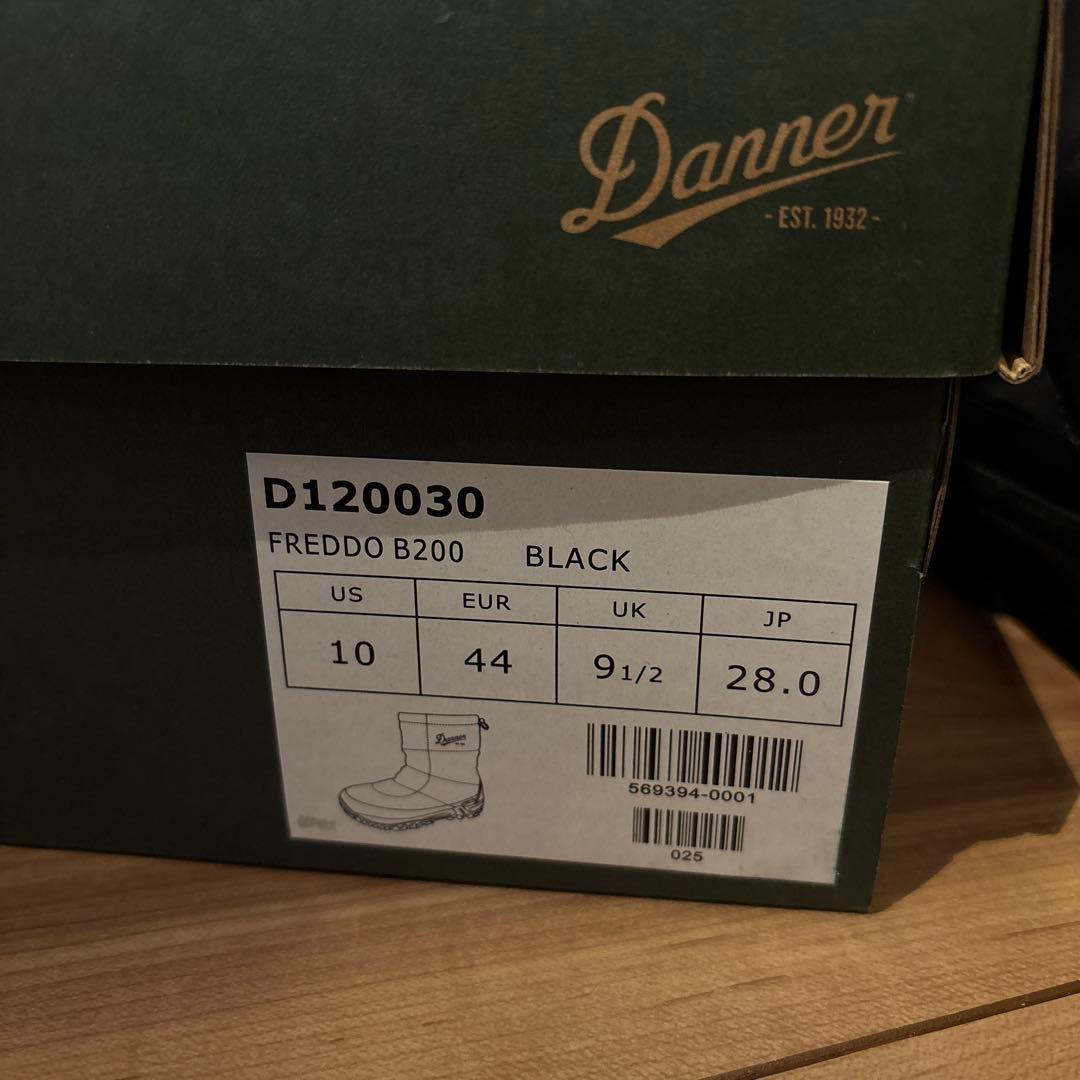 Danner
- EST. 1932 -
D120030
FREDDO B200 BLACK
US EUR UK JP
10 44 9 1/2 28.0
Danner
569394-0001
025